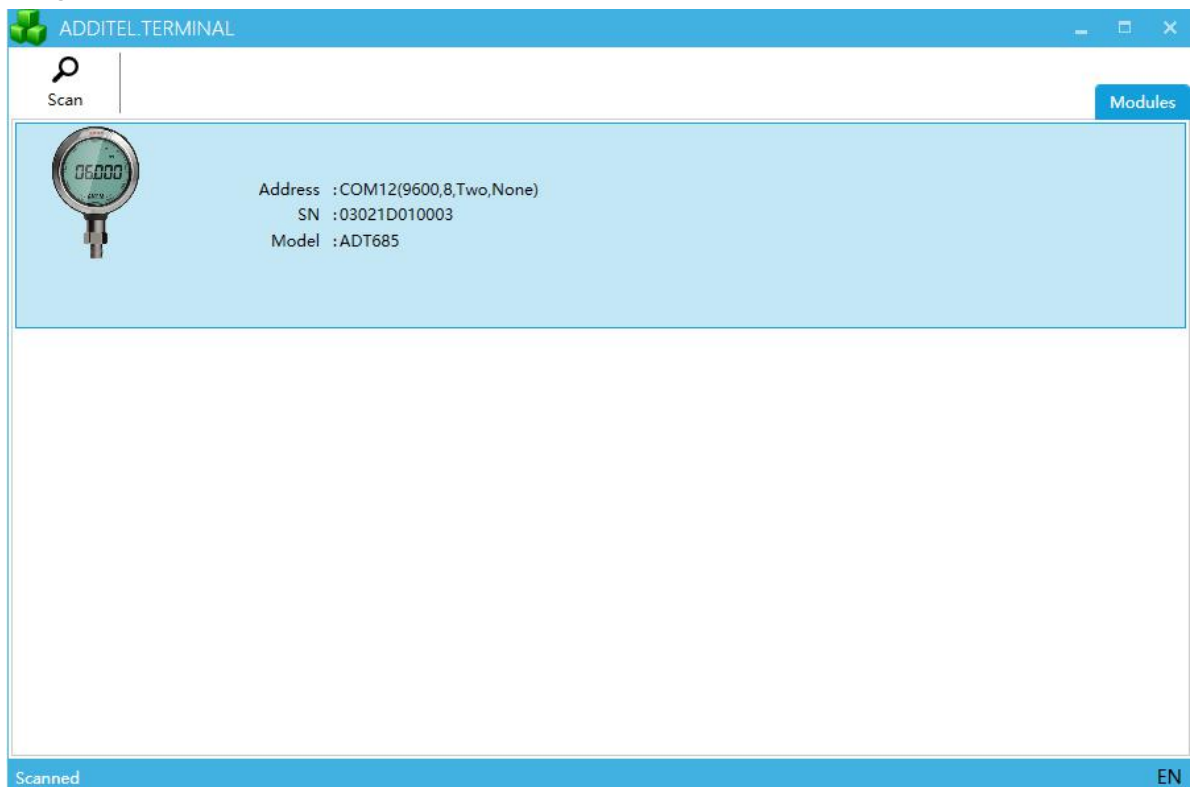 ADDITEL.TERMINAL
Scan
Modules
06.000
Address :COM12(9600,8,Two,None)
SN :03021D010003
Model :ADT685
Scanned
EN